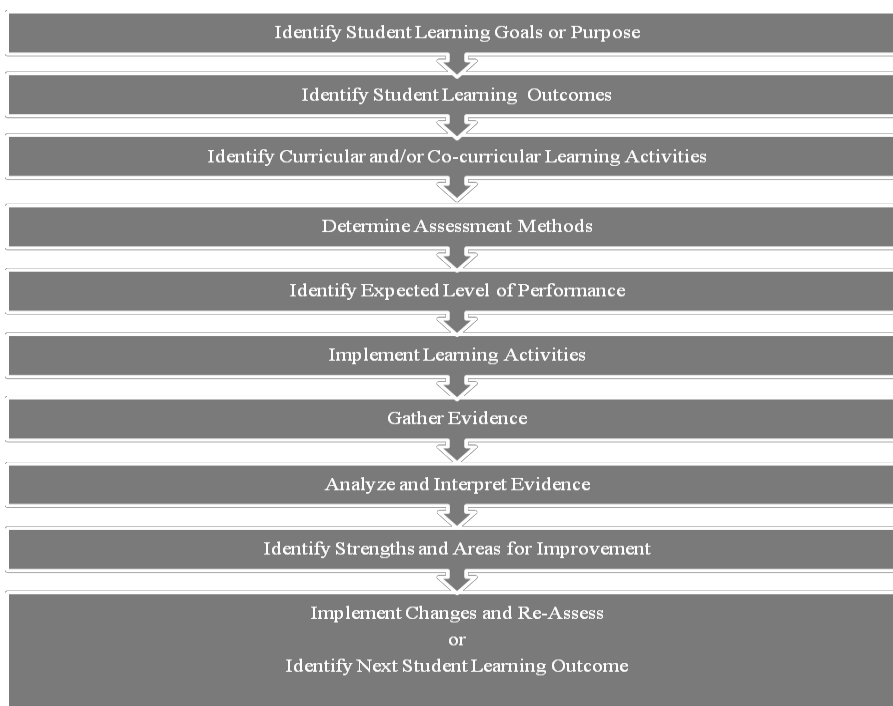 Identify Student Learning Goals or Purpose
Identify Student Learning Outcomes
Identify Curricular and/or Co-curricular Learning Activities
Determine Assessment Methods
Identify Expected Level of Performance
Implement Learning Activities
Gather Evidence
Analyze and Interpret Evidence
Identify Strengths and Areas for Improvement
Implement Changes and Re-Assess
or
Identify Next Student Learning Outcome